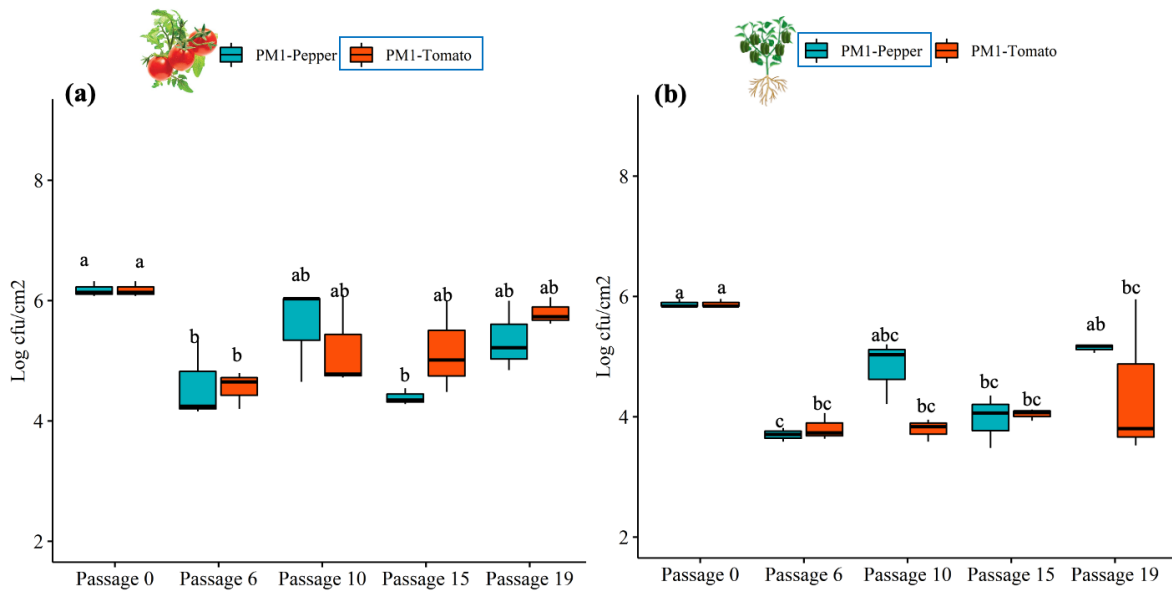 PM1-Pepper PM1-Tomato
(a)
Log cfu/cm2
8
6
4
2
a a
b b
ab ab
b ab
ab ab
Passage 0 Passage 6 Passage 10 Passage 15 Passage 19
PM1-Pepper PM1-Tomato
(b)
Log cfu/cm2
8
6
4
2
a a
c bc
abc bc
bc bc
ab bc
Passage 0 Passage 6 Passage 10 Passage 15 Passage 19